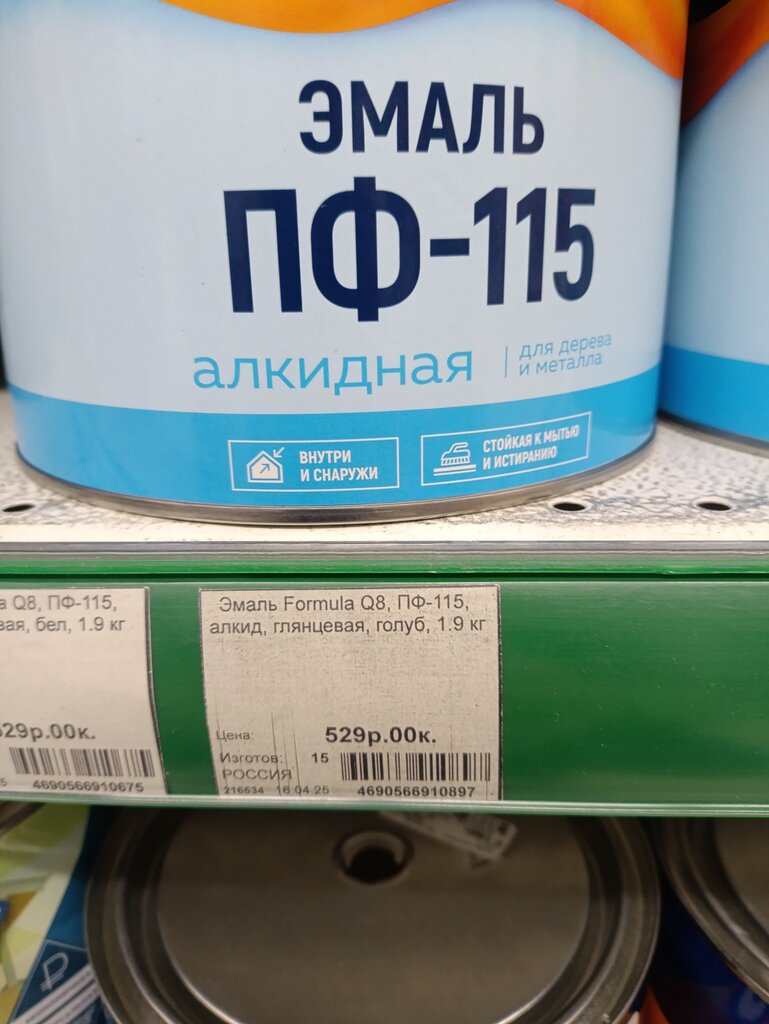 ЭМАЛЬ
ПФ-115
алкидная
для дерева
и металла
ВНУТРИ
И СНАРУЖИ
СТОЙКАЯ К МЫТЬЮ
И ИСТИРАНИЮ
a Q8, ПФ-115,
вая, бел, 1.9 кг
529р.00к.
4690566910675
Эмаль Formula Q8, ПФ-115,
алкид, глянцевая, голуб, 1.9 кг
Цена: 529р.00к.
Изготов: 15
РОССИЯ
216534 16.04.25 4690566910897